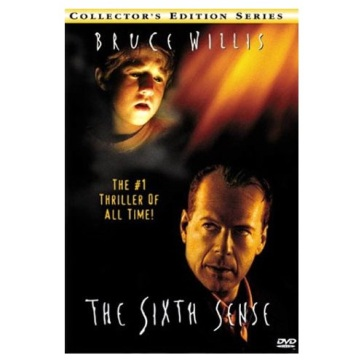 COLLECTOR'S EDITION SERIES
BRUCE WILLIS
THE #1
THRILLER OF
ALL TIME!
THE SIXTH SENSE
DVD